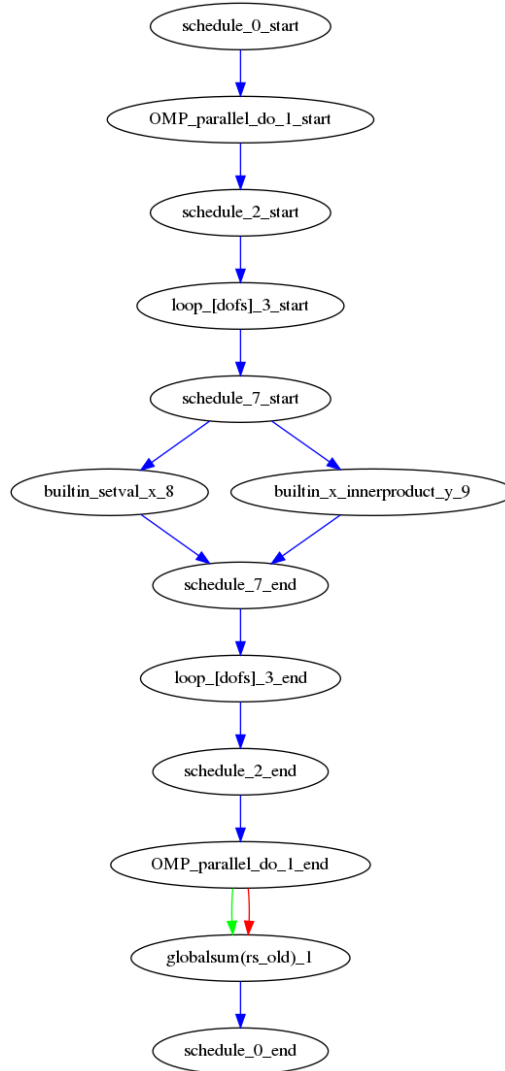 schedule_0_start
OMP_parallel_do_1_start
schedule_2_start
loop_[dofs]_3_start
schedule_7_start
builtin_setval_x_8
builtin_x_innerproduct_y_9
schedule_7_end
loop_[dofs]_3_end
schedule_2_end
OMP_parallel_do_1_end
globalsum(rs_old)_1
schedule_0_end